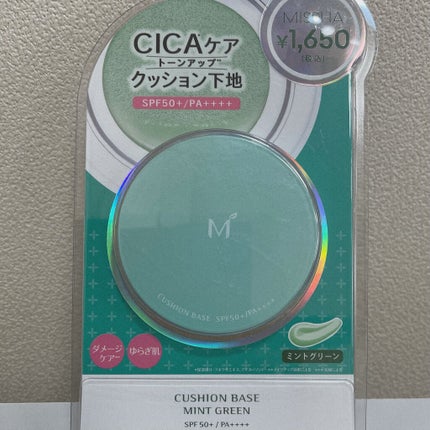 MISSHA
¥1,650
(税込)
CICAケア
トーンアップ
クッション下地
SPF50+/PA++++
M
CUSHION BASE SPF50+/PA++++
ダメージ
ケア
ゆらぎ肌
ミントグリーン
CUSHION BASE
MINT GREEN
SPF 50+ / PA++++